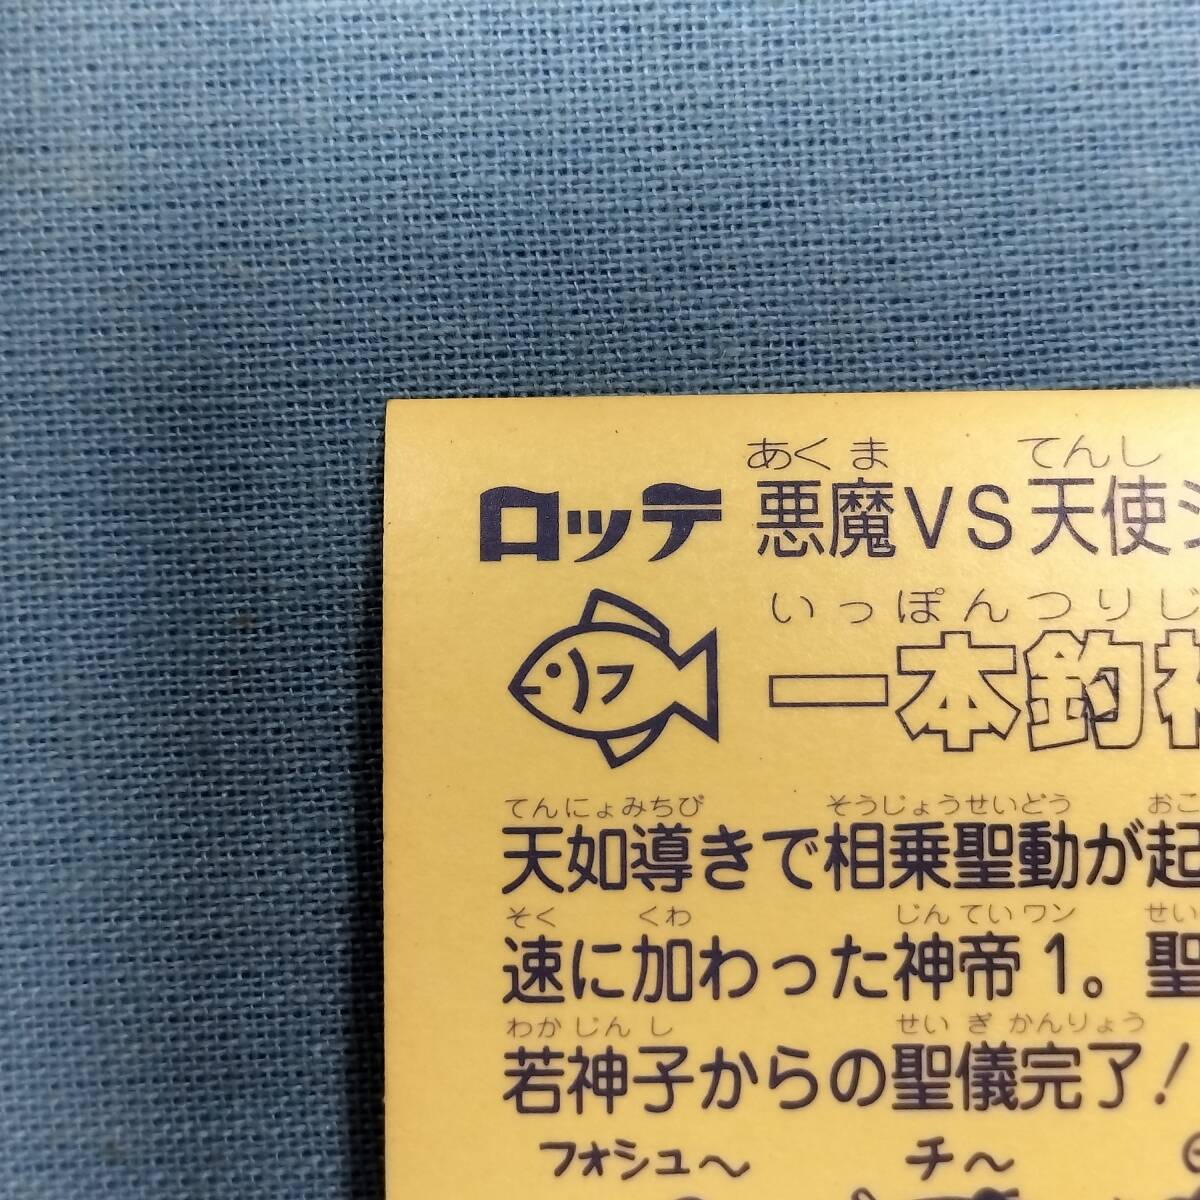 あくま てんし
ロッテ 悪魔VS天使シ
いっぽんつりじ
フ 一本釣神
てんにょみちび そうじょうせいどう おこ
天如導きで相乗聖動が起
そく くわ じんていワン せい
速に加わった神帝1。聖
わかじんし せいぎかんりょう
若神子からの聖儀完了!
フォシュ〜 チ〜